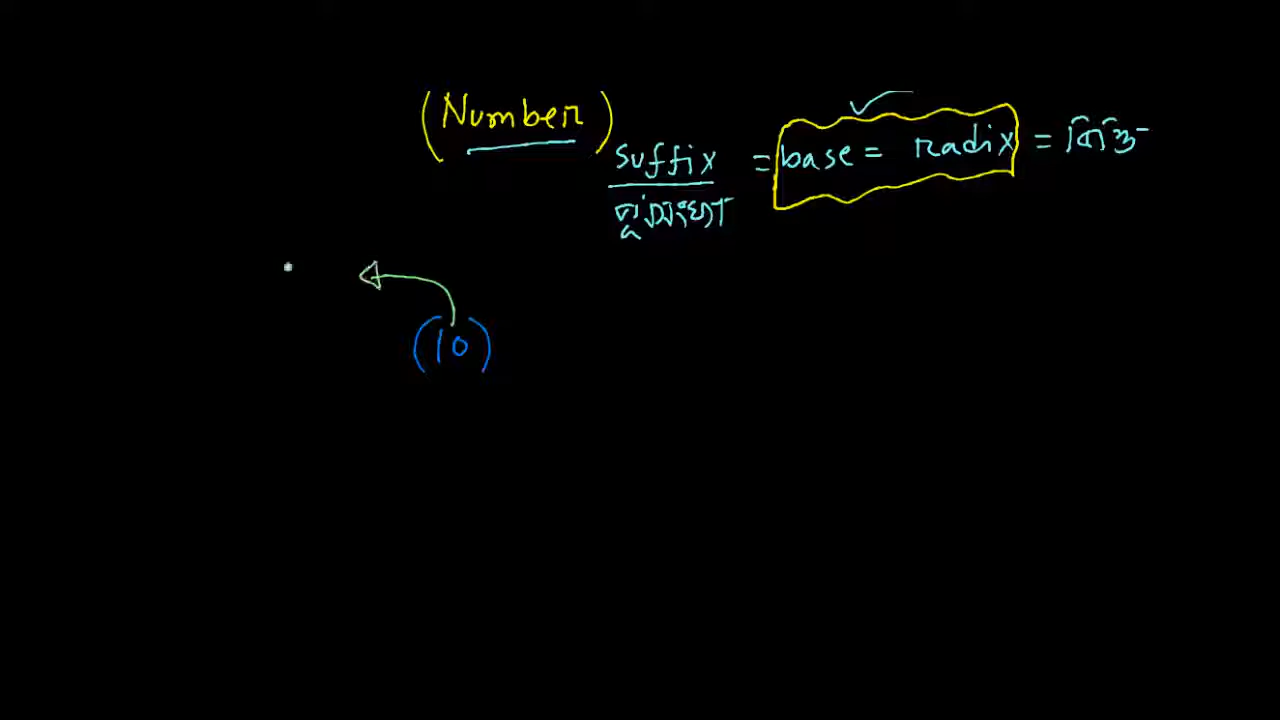 (Number)
suffix = base = radix = ভিত্তি
(10)